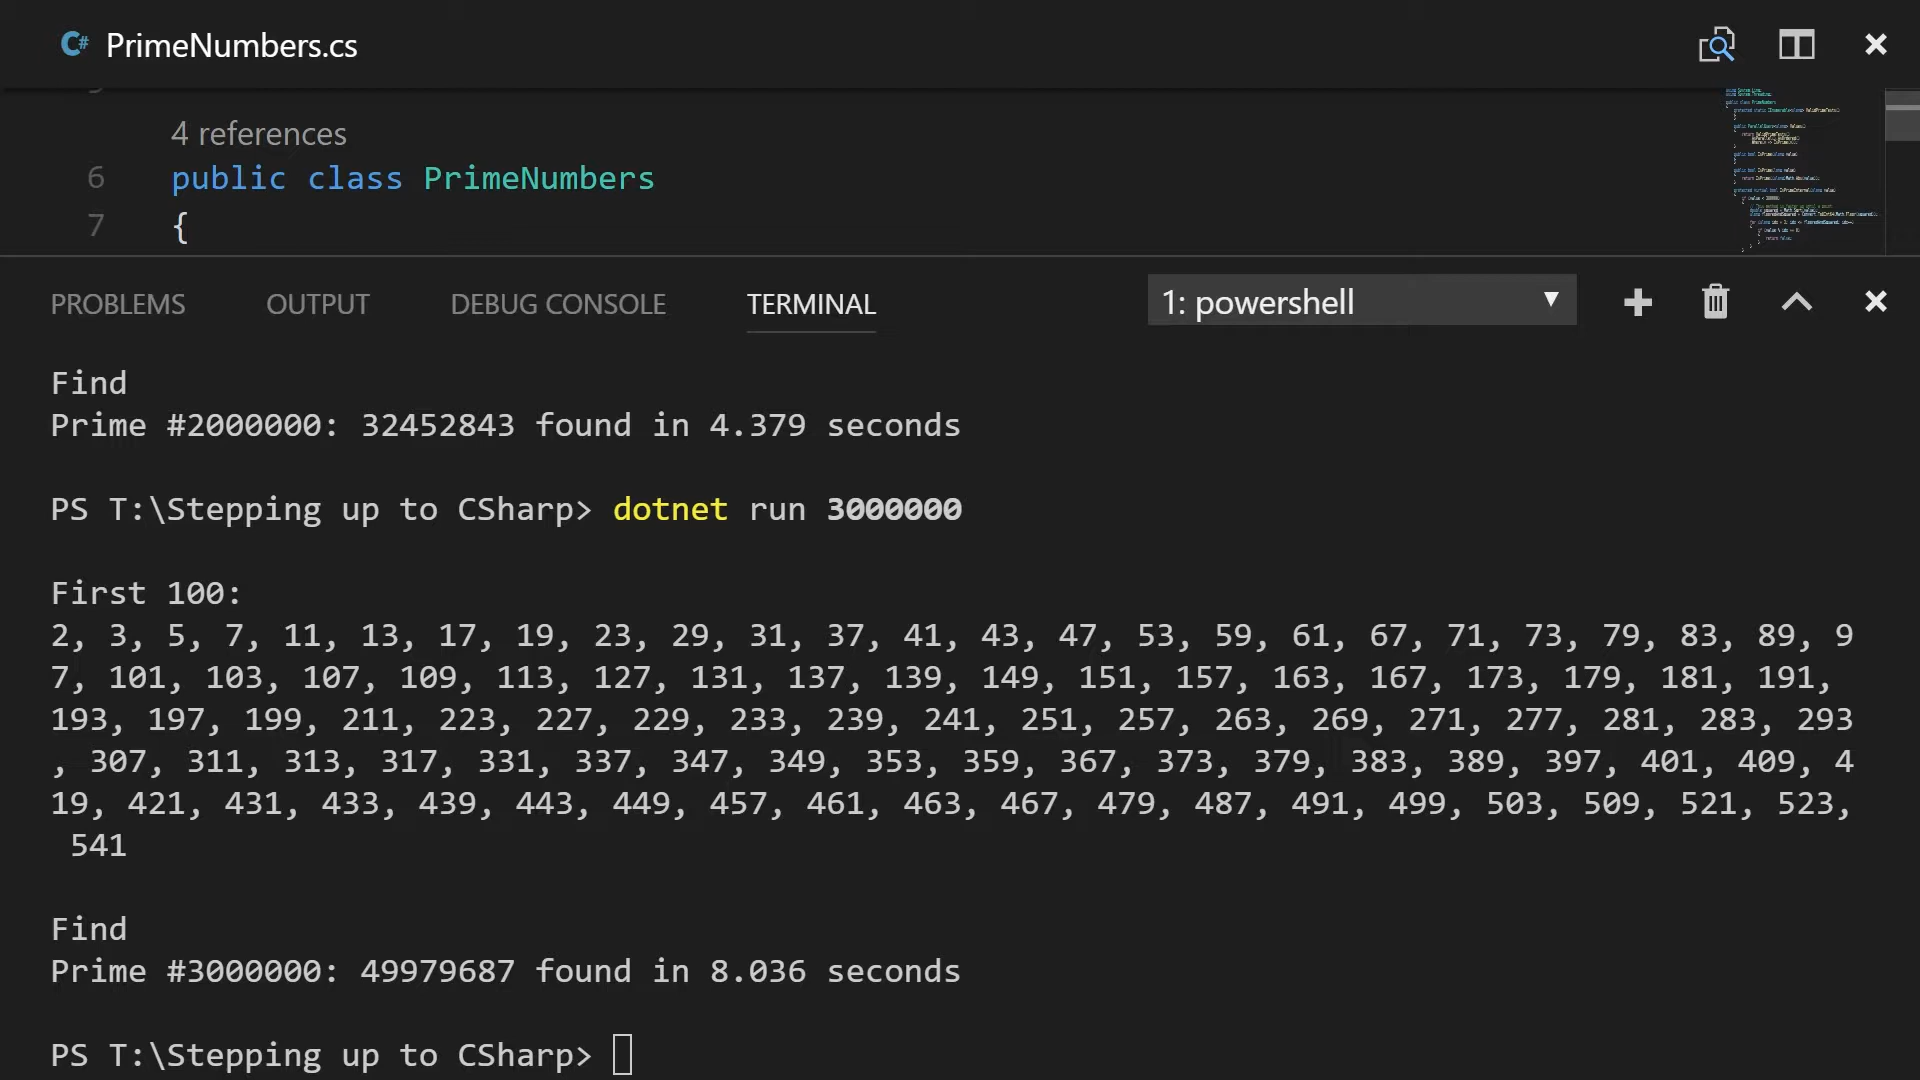 C# PrimeNumbers.cs
4 references
6 public class PrimeNumbers
7 {
PROBLEMS OUTPUT DEBUG CONSOLE TERMINAL 1: powershell
Find
Prime #2000000: 32452843 found in 4.379 seconds
PS T:\Stepping up to CSharp> dotnet run 3000000
First 100:
2, 3, 5, 7, 11, 13, 17, 19, 23, 29, 31, 37, 41, 43, 47, 53, 59, 61, 67, 71, 73, 79, 83, 89, 9
7, 101, 103, 107, 109, 113, 127, 131, 137, 139, 149, 151, 157, 163, 167, 173, 179, 181, 191,
193, 197, 199, 211, 223, 227, 229, 233, 239, 241, 251, 257, 263, 269, 271, 277, 281, 283, 293
, 307, 311, 313, 317, 331, 337, 347, 349, 353, 359, 367, 373, 379, 383, 389, 397, 401, 409, 4
19, 421, 431, 433, 439, 443, 449, 457, 461, 463, 467, 479, 487, 491, 499, 503, 509, 521, 523,
541
Find
Prime #3000000: 49979687 found in 8.036 seconds
PS T:\Stepping up to CSharp>